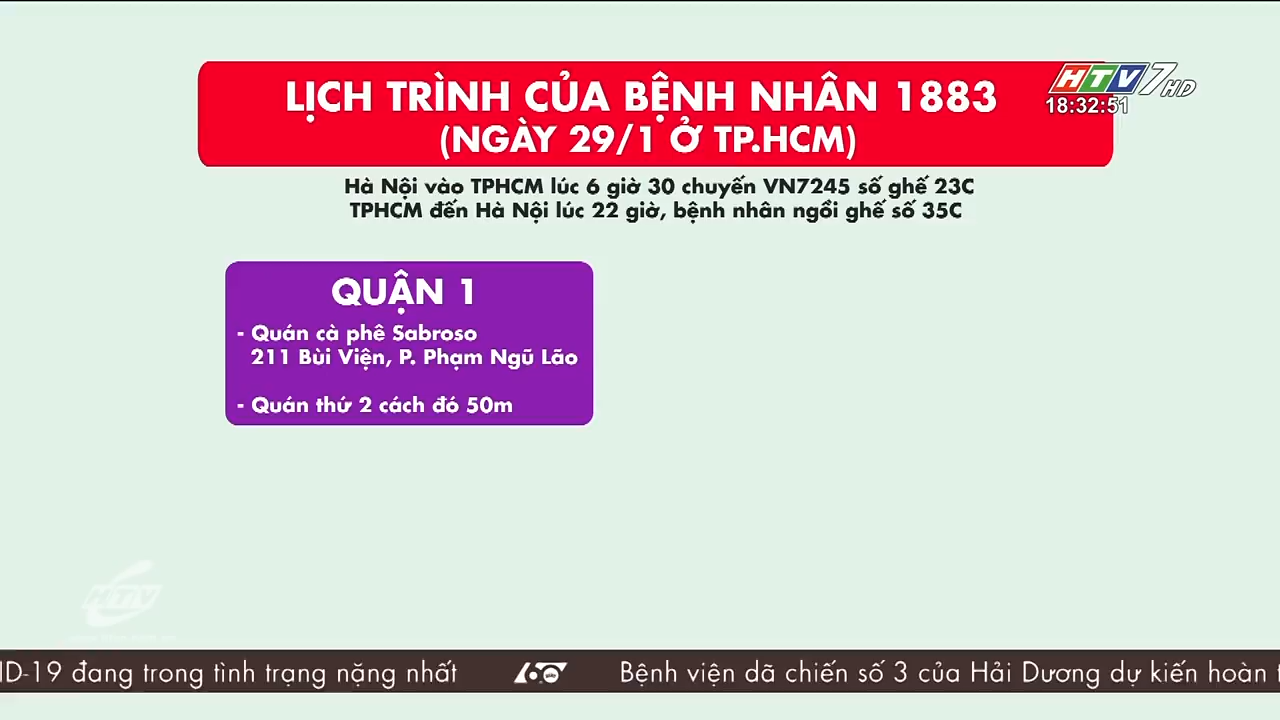 LỊCH TRÌNH CỦA BỆNH NHÂN 1883
(NGÀY 29/1 Ở TP.HCM)
HTV7 HD
18:32:51
Hà Nội vào TPHCM lúc 6 giờ 30 chuyến VN7245 số ghế 23C
TPHCM đến Hà Nội lúc 22 giờ, bệnh nhân ngồi ghế số 35C
QUẬN 1
- Quán cà phê Sabroso
211 Bùi Viện, P. Phạm Ngũ Lão
- Quán thứ 2 cách đó 50m
HTV
ID-19 đang trong tình trạng nặng nhất
60 giây
Bệnh viện dã chiến số 3 của Hải Dương dự kiến hoàn t